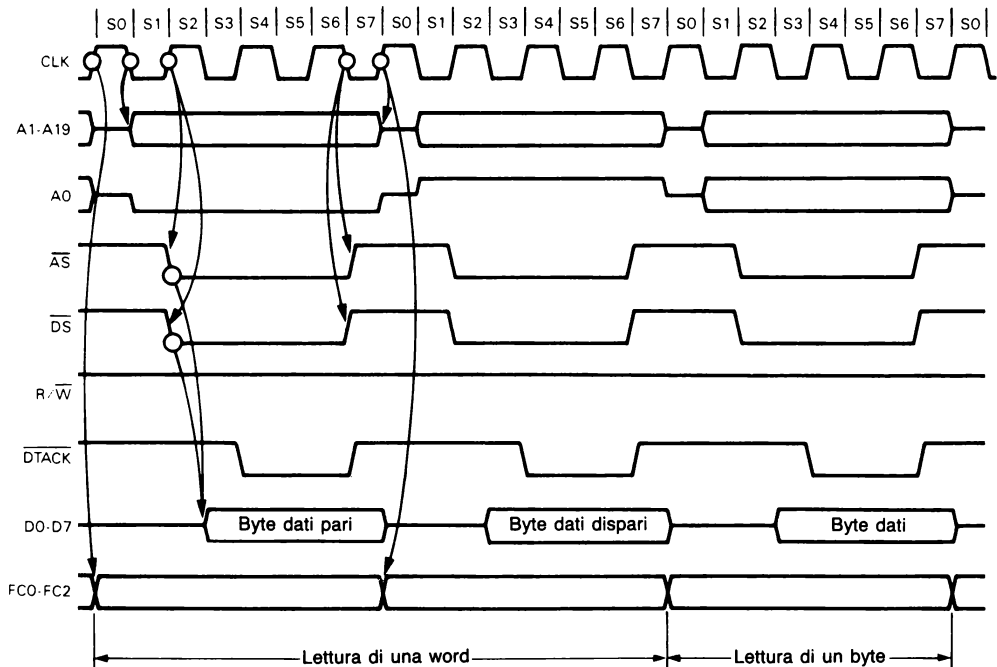 S0 S1 S2 S3 S4 S5 S6 S7 S0 S1 S2 S3 S4 S5 S6 S7 S0 S1 S2 S3 S4 S5 S6 S7 S0
CLK
A1-A19
A0
AS
DS
R/W
DTACK
D0-D7 Byte dati pari Byte dati dispari Byte dati
FC0-FC2
Lettura di una word Lettura di un byte